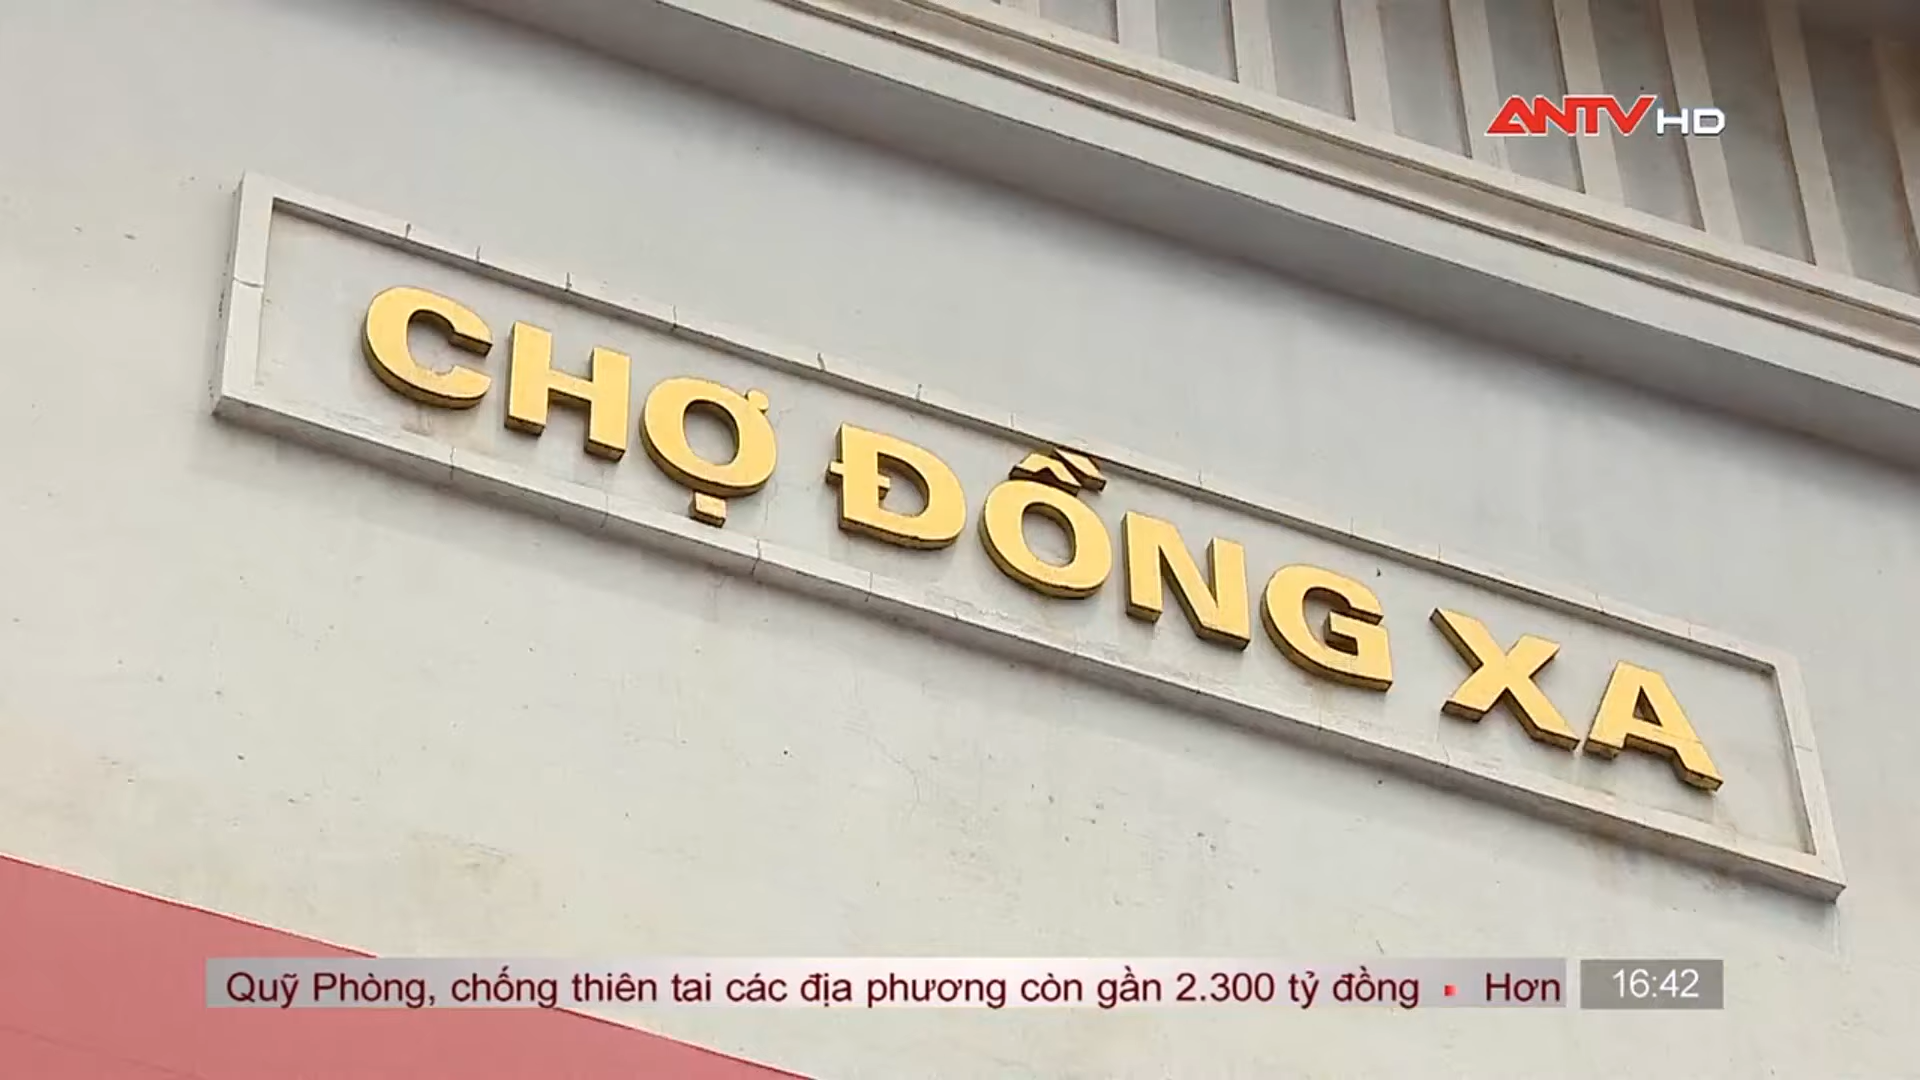 ANTV HD
CHỢ ĐỒNG XA
Quỹ Phòng, chống thiên tai các địa phương còn gần 2.300 tỷ đồng ▪ Hơn
16:42